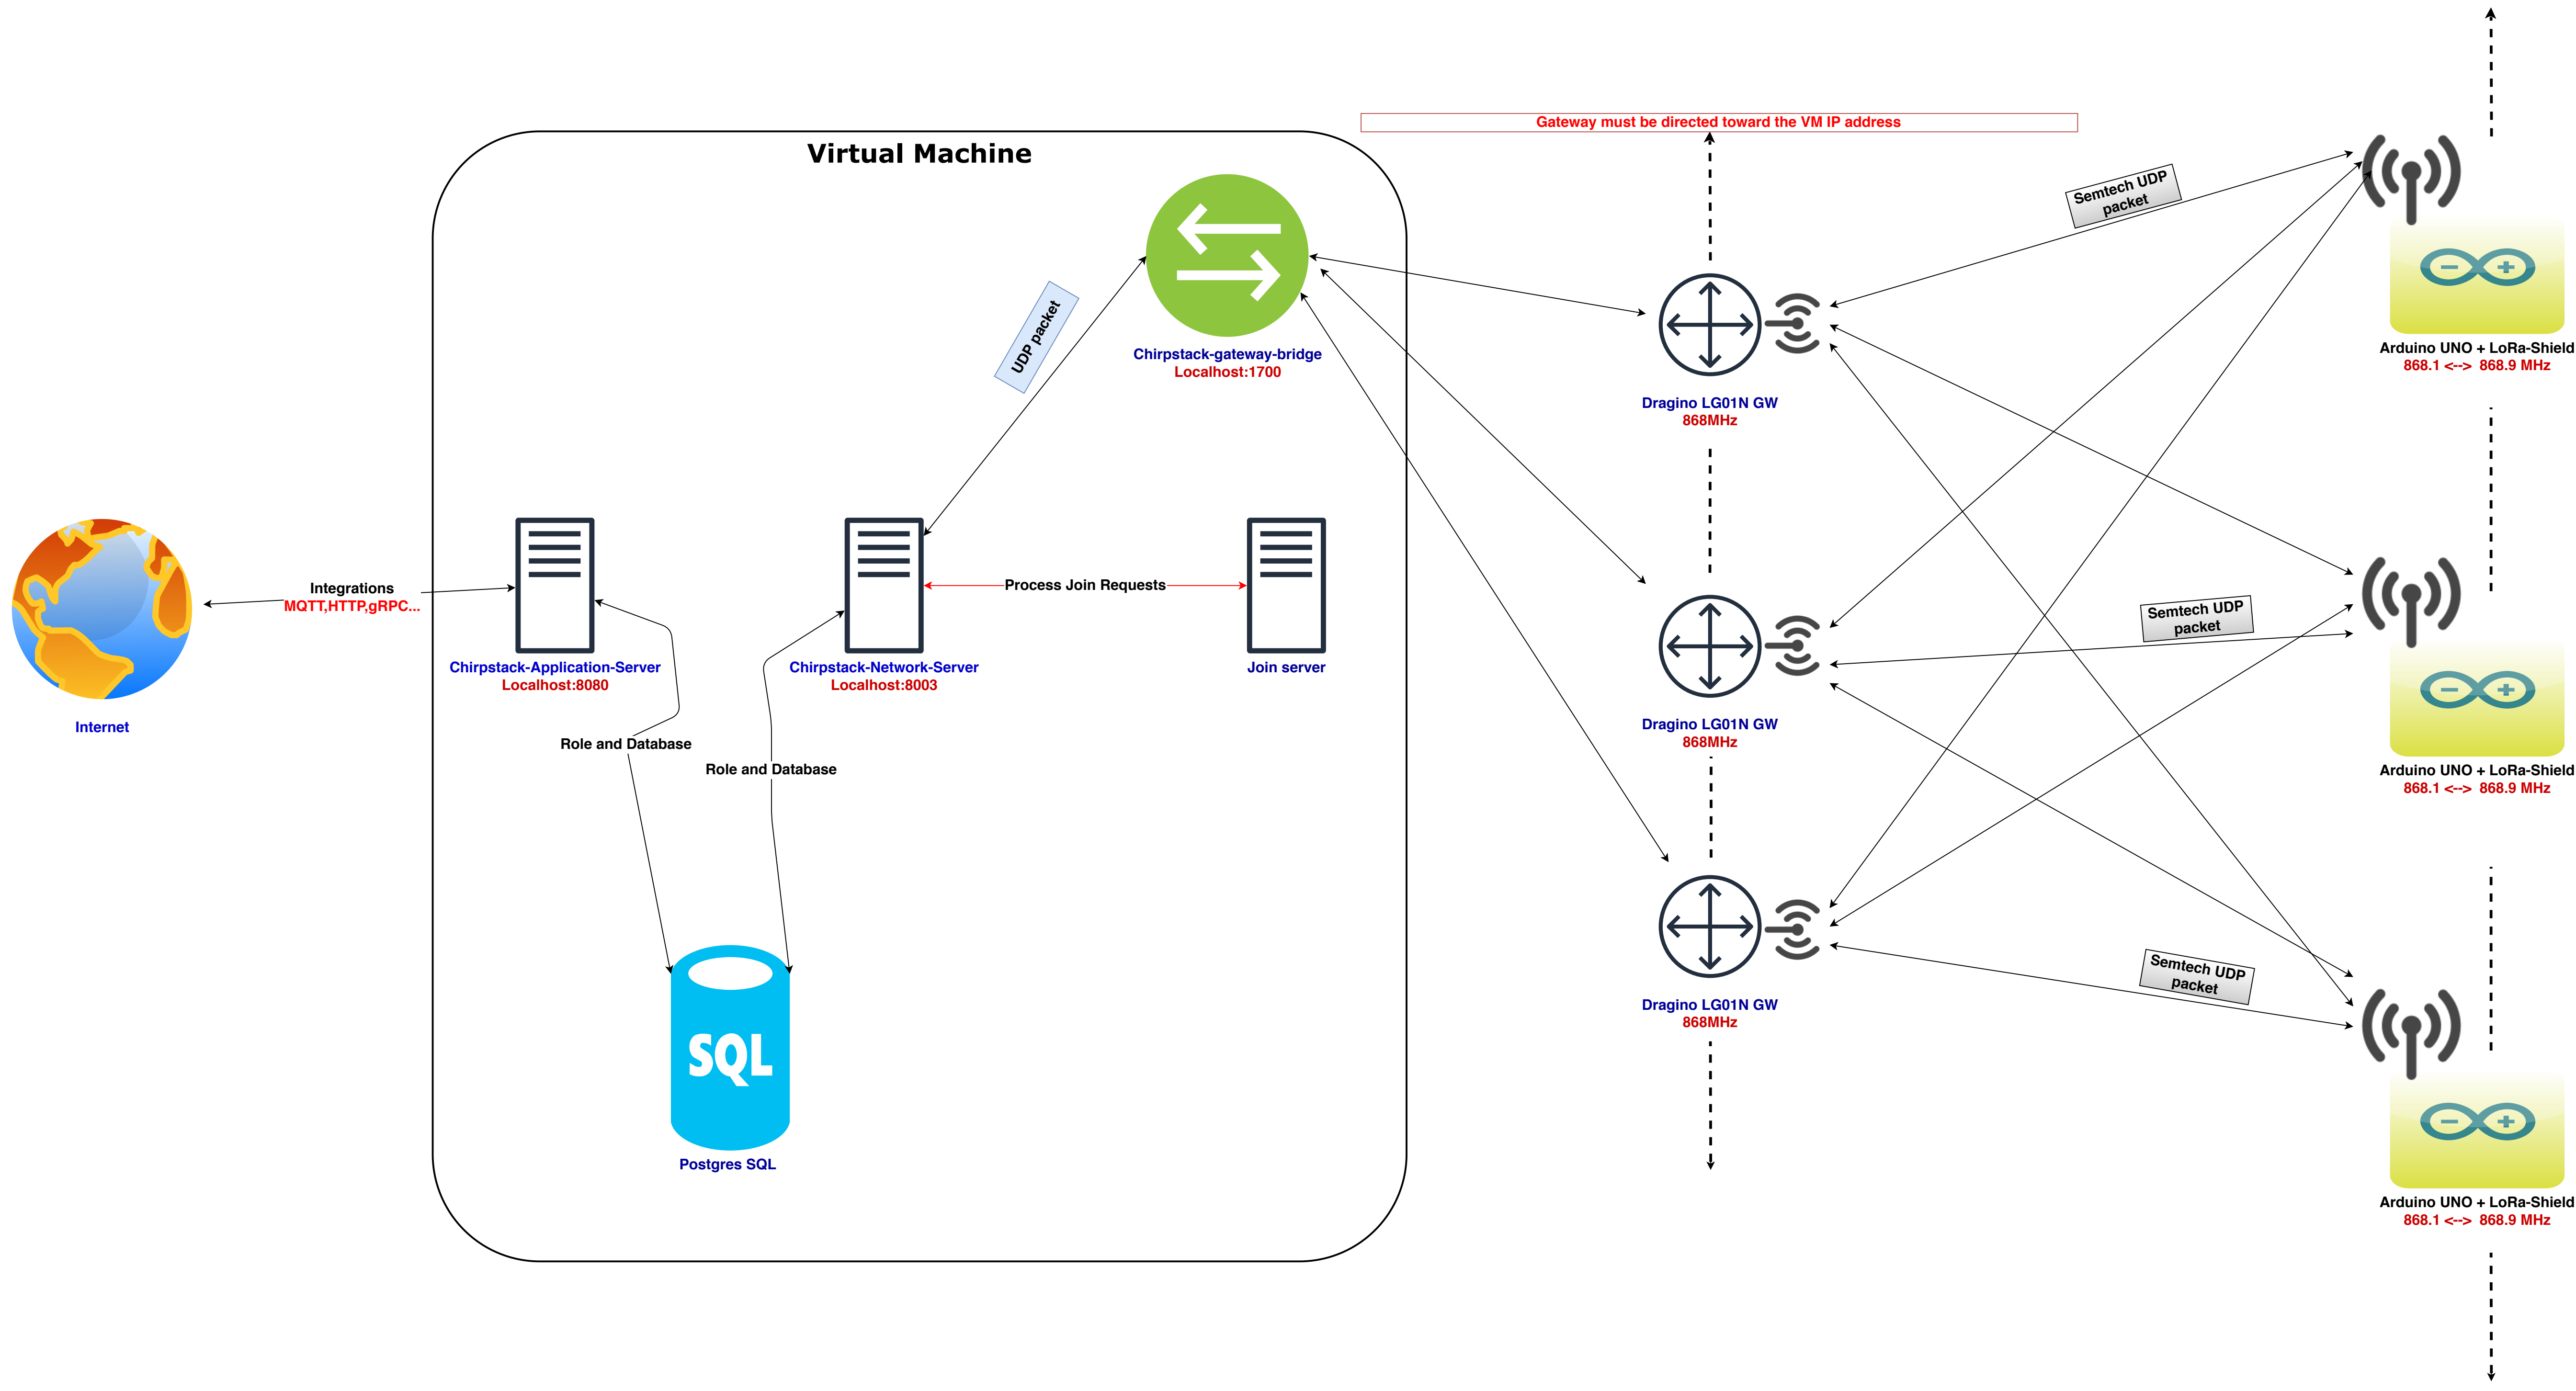 Gateway must be directed toward the VM IP address
Virtual Machine
Semtech UDP
packet
UDP packet
Chirpstack-gateway-bridge
Localhost:1700
Arduino UNO + LoRa-Shield
868.1 <--> 868.9 MHz
Dragino LG01N GW
868MHz
Integrations
MQTT,HTTP,gRPC...
Process Join Requests
Semtech UDP
packet
Chirpstack-Application-Server
Localhost:8080
Chirpstack-Network-Server
Localhost:8003
Join server
Internet
Dragino LG01N GW
868MHz
Role and Database
Role and Database
Arduino UNO + LoRa-Shield
868.1 <--> 868.9 MHz
Semtech UDP
packet
Dragino LG01N GW
868MHz
SQL
Postgres SQL
Arduino UNO + LoRa-Shield
868.1 <--> 868.9 MHz